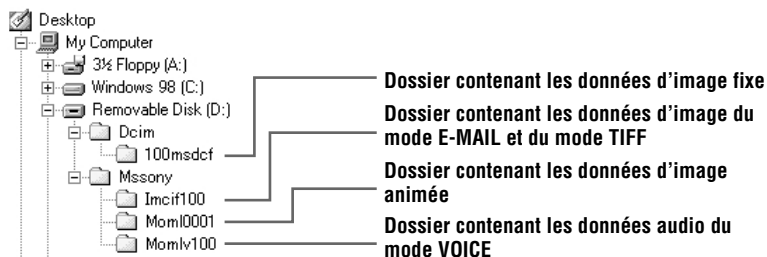 Desktop
My Computer
3½ Floppy (A:)
Windows 98 (C:)
Removable Disk (D:)
Dcim
100msdcf
Mssony
Imcif100
Moml0001
Momlv100
Dossier contenant les données d’image fixe
Dossier contenant les données d’image du
mode E-MAIL et du mode TIFF
Dossier contenant les données d’image
animée
Dossier contenant les données audio du
mode VOICE